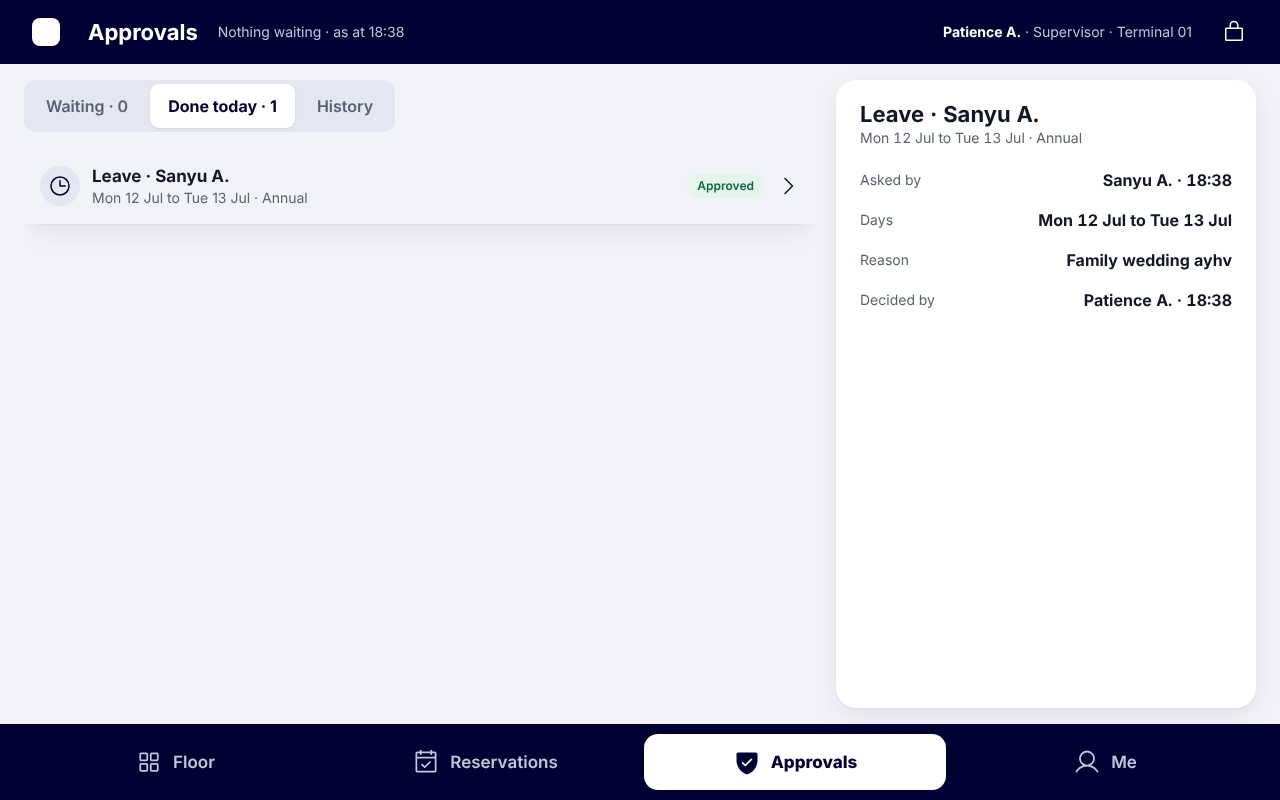 Approvals
Nothing waiting · as at 18:38
Patience A. · Supervisor · Terminal 01
Waiting · 0
Done today · 1
History
Leave · Sanyu A.
Mon 12 Jul to Tue 13 Jul · Annual
Approved
Leave · Sanyu A.
Mon 12 Jul to Tue 13 Jul · Annual
Asked by
Sanyu A. · 18:38
Days
Mon 12 Jul to Tue 13 Jul
Reason
Family wedding ayhv
Decided by
Patience A. · 18:38
Floor
Reservations
Approvals
Me